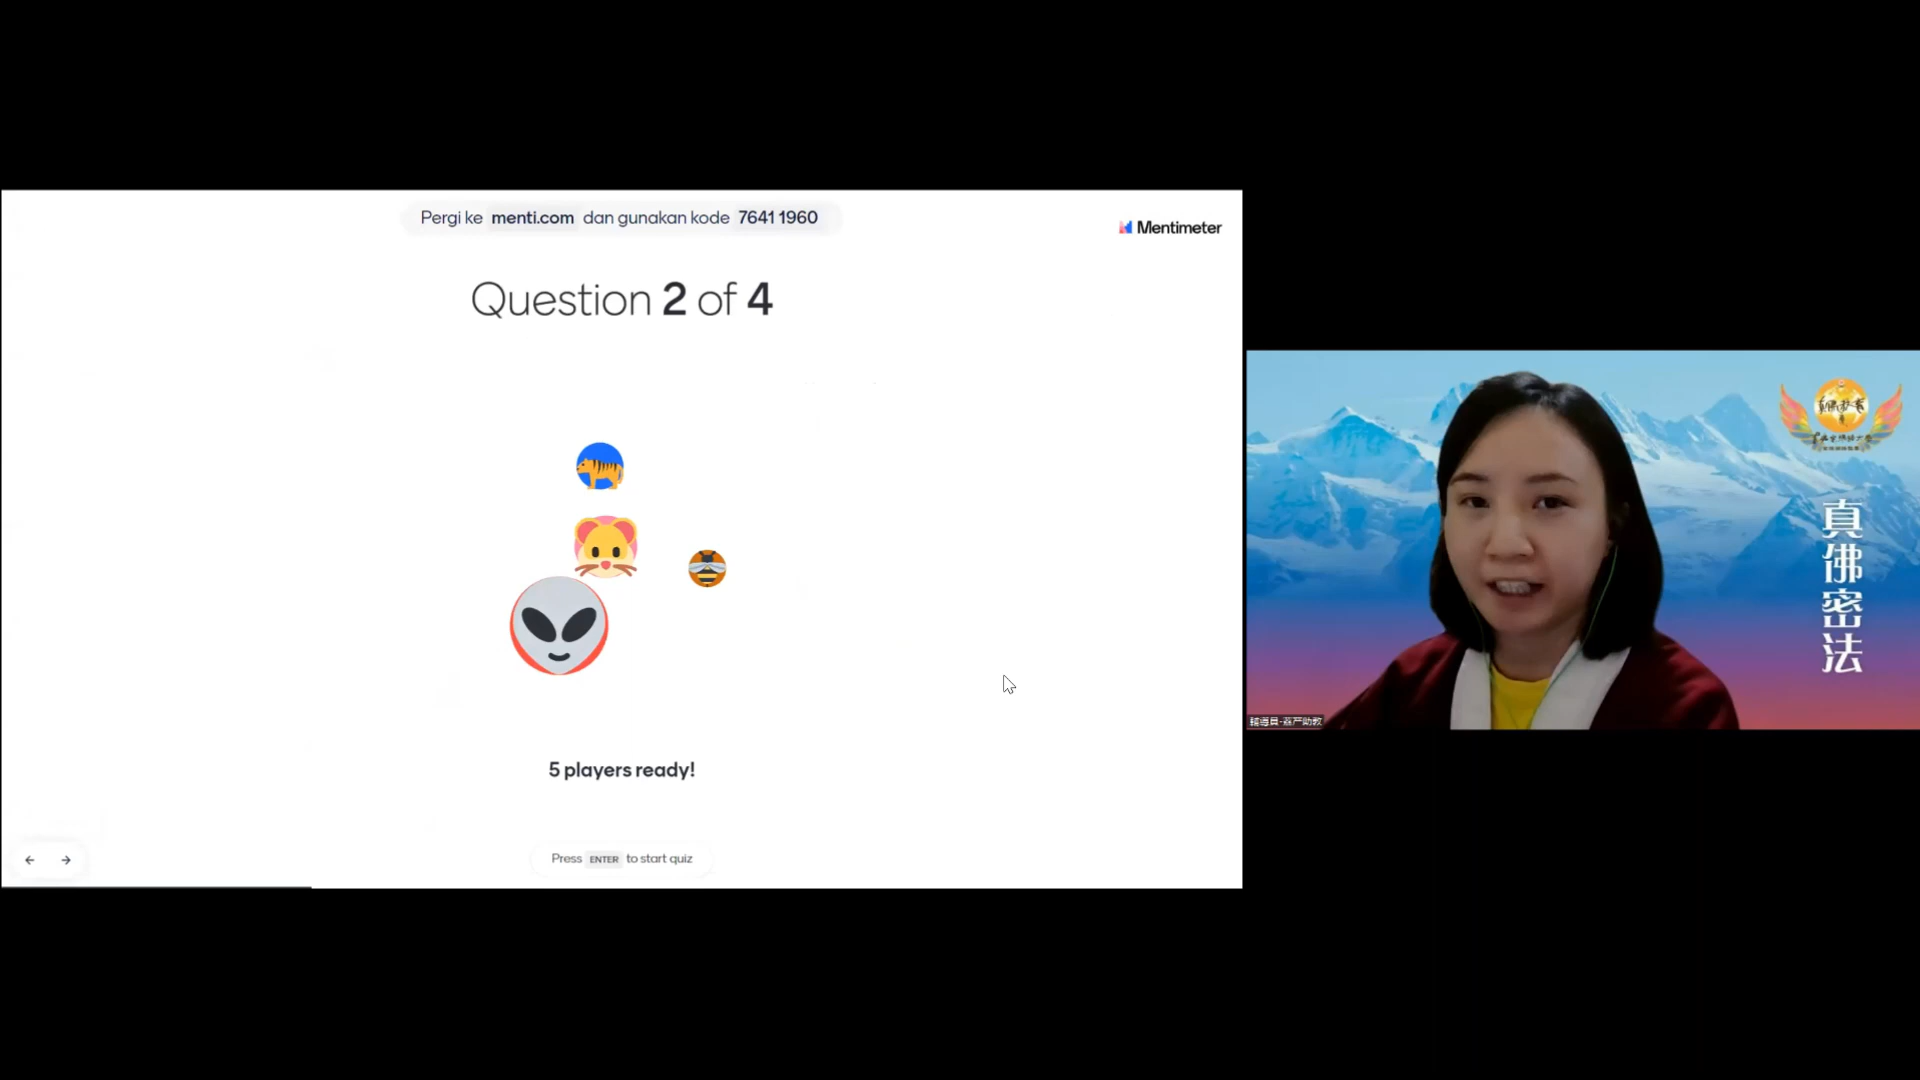 Pergi ke menti.com dan gunakan kode 7641 1960
Mentimeter
Question 2 of 4
5 players ready!
Press ENTER to start quiz
真佛密法